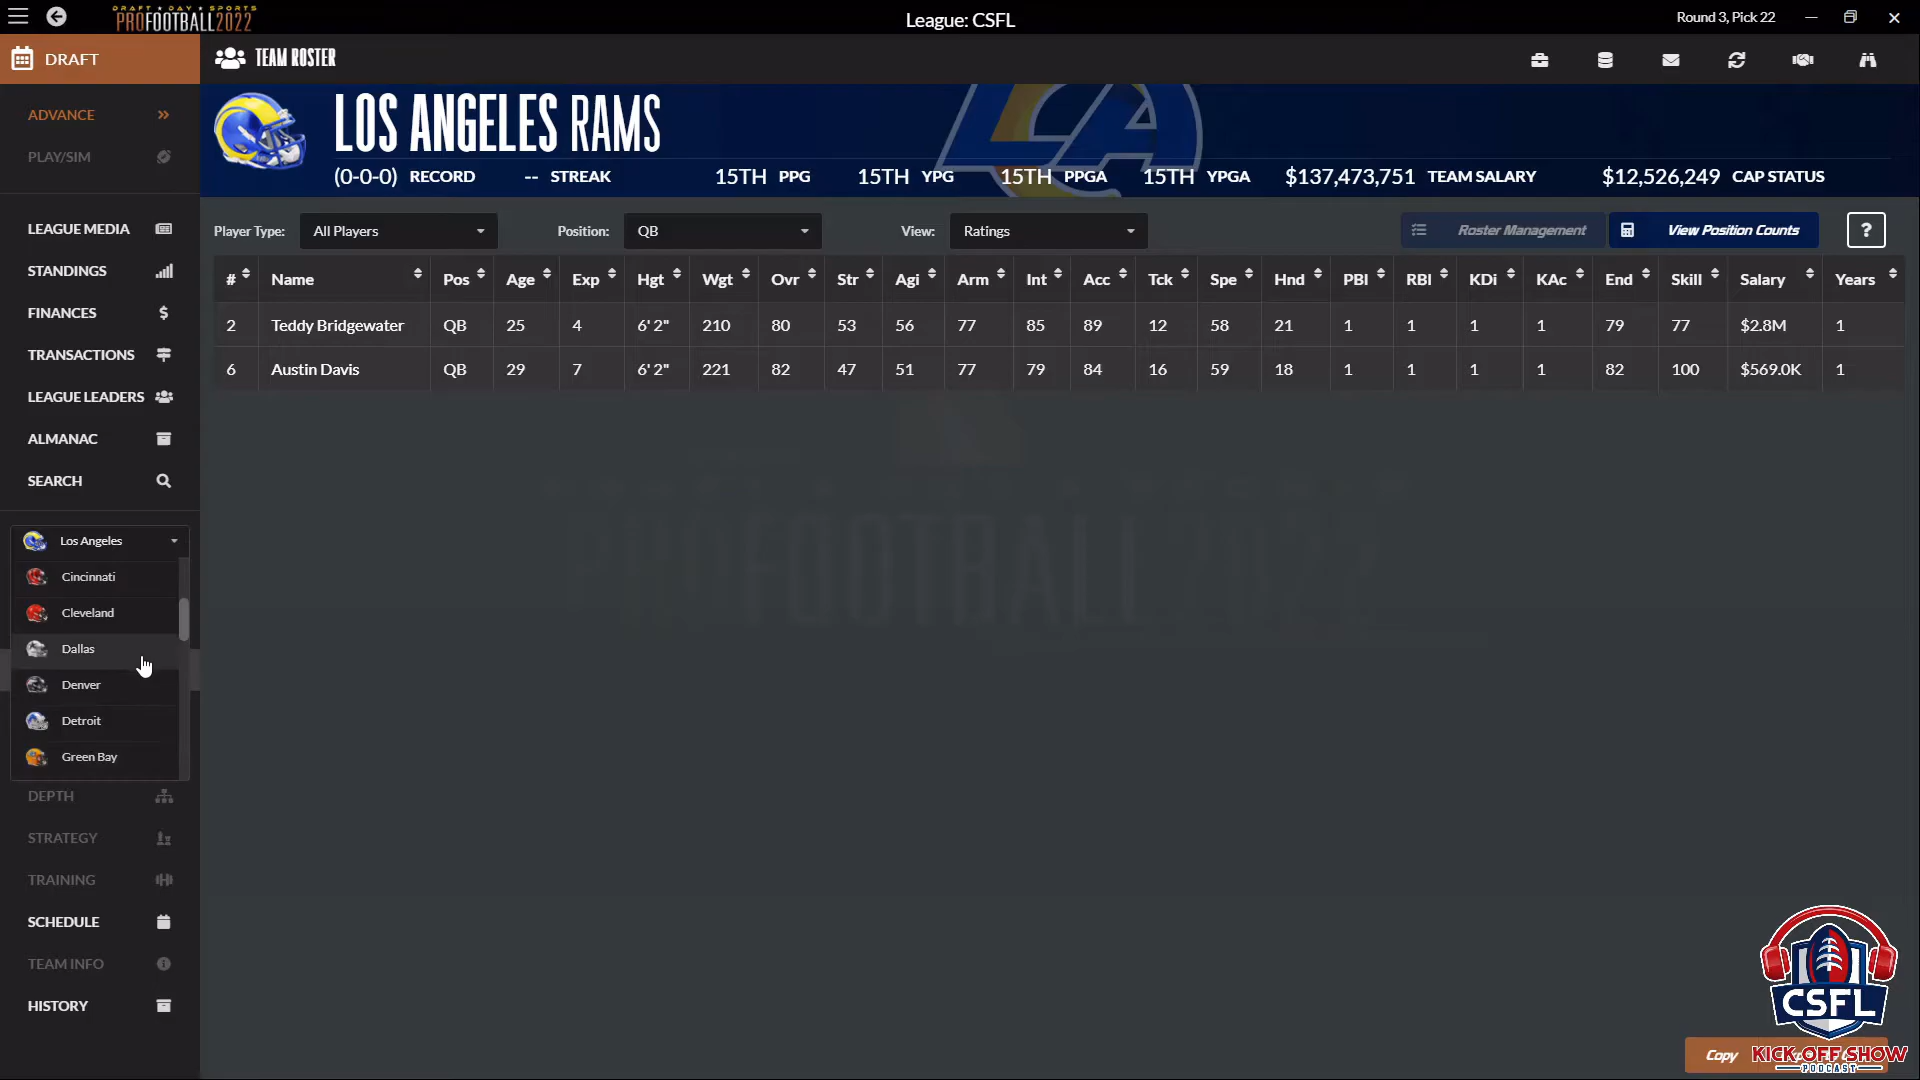 DRAFT • DAY • SPORTS
PROFOOTBALL2022
League: CSFL
Round 3, Pick 22
DRAFT
TEAM ROSTER
ADVANCE
PLAY/SIM
LOS ANGELES RAMS
(0-0-0) RECORD -- STREAK 15TH PPG 15TH YPG 15TH PPGA 15TH YPGA $137,473,751 TEAM SALARY $12,526,249 CAP STATUS
LEAGUE MEDIA
STANDINGS
FINANCES $
TRANSACTIONS
LEAGUE LEADERS
ALMANAC
SEARCH
Player Type: All Players Position: QB View: Ratings Roster Management View Position Counts ?
# Name Pos Age Exp Hgt Wgt Ovr Str Agi Arm Int Acc Tck Spe Hnd PBl RBl KDi KAc End Skill Salary Years
2 Teddy Bridgewater QB 25 4 6' 2" 210 80 53 56 77 85 89 12 58 21 1 1 1 1 79 77 $2.8M 1
6 Austin Davis QB 29 7 6' 2" 221 82 47 51 77 79 84 16 59 18 1 1 1 1 82 100 $569.0K 1
PROFOOTBALL 2022
Los Angeles
Cincinnati
Cleveland
Dallas
Denver
Detroit
Green Bay
DEPTH
STRATEGY
TRAINING
SCHEDULE
TEAM INFO
HISTORY
CSFL
Copy
KICK OFF SHOW
PODCAST